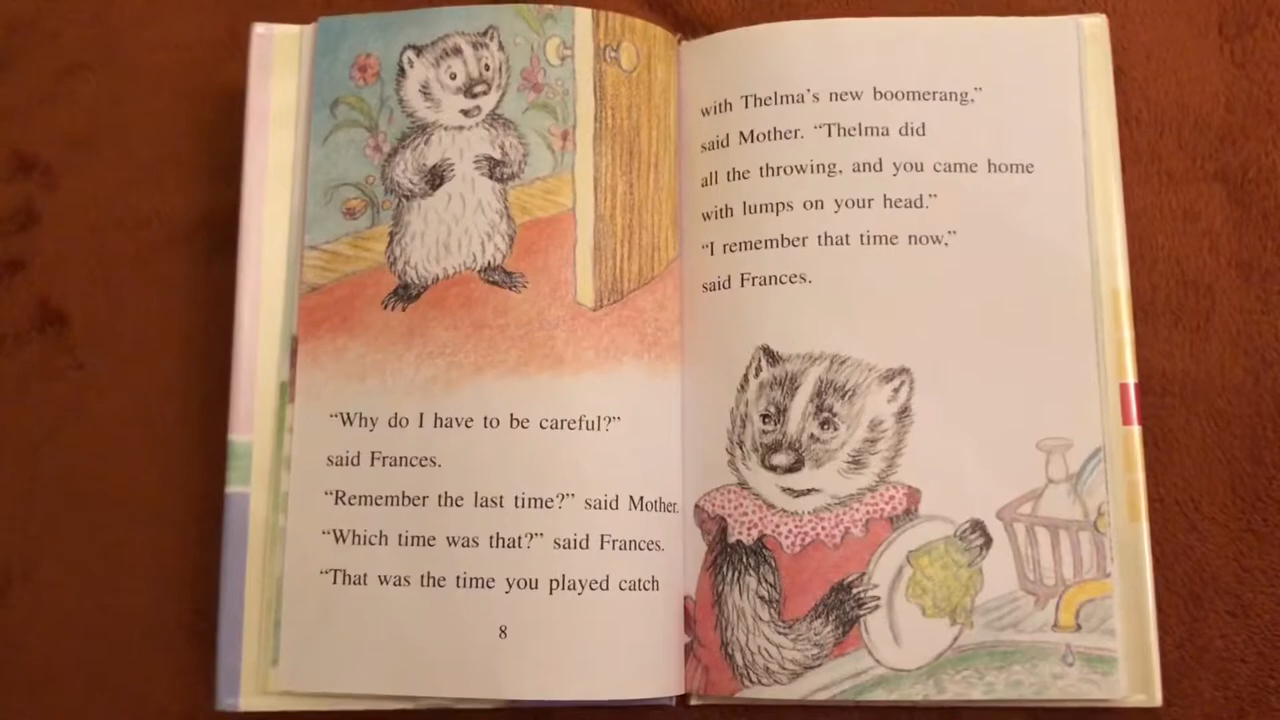 “Why do I have to be careful?”
said Frances.
“Remember the last time?” said Mother.
“Which time was that?” said Frances.
“That was the time you played catch
8
with Thelma’s new boomerang,”
said Mother. “Thelma did
all the throwing, and you came home
with lumps on your head.”
“I remember that time now,”
said Frances.